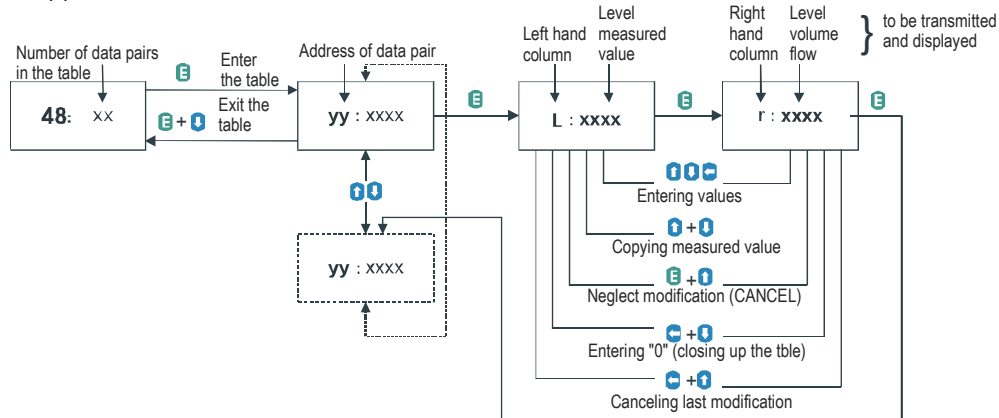 Number of data pairs
in the table
Enter
the table
Exit the
table
Address of data pair
Left hand
column
Level
measured
value
Right
hand
column
Level
volume
flow
} to be transmitted
and displayed
48: xx
E
E + ⬇
yy : xxxx
E
L : xxxx
E
r : xxxx
E
⬆⬇
yy : xxxx
⬆⬇⬅
Entering values
⬆+⬇
Copying measured value
E +⬆
Neglect modification (CANCEL)
⬅+⬇
Entering "0" (closing up the tble)
⬅+⬆
Canceling last modification